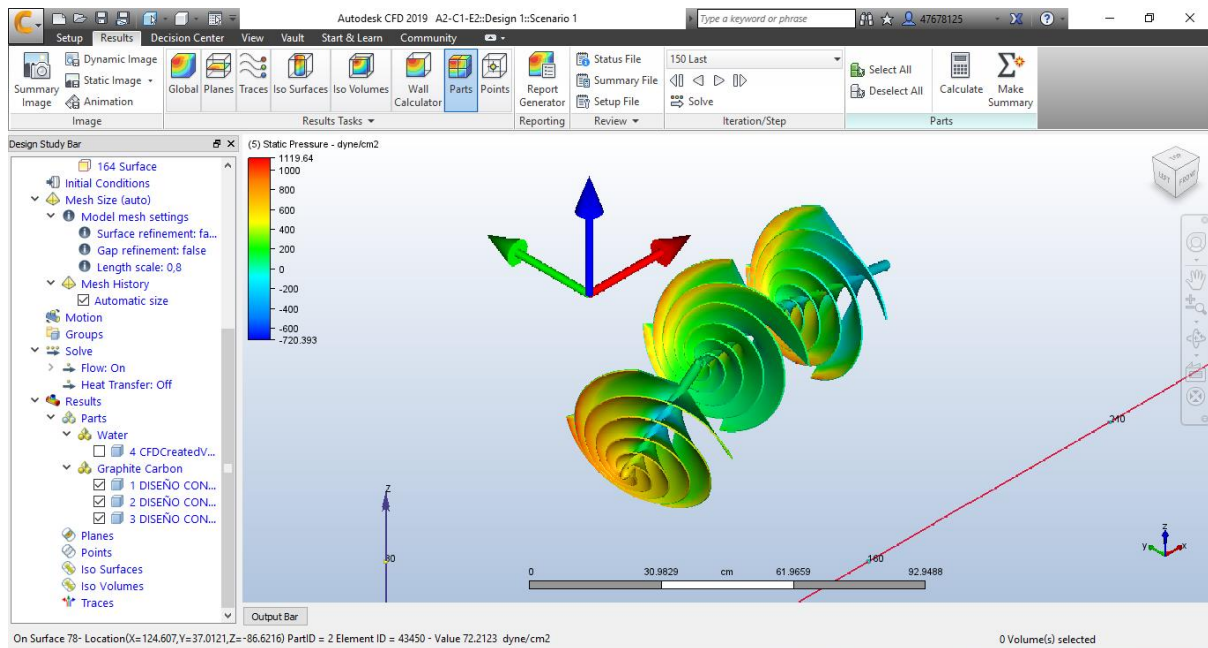 Autodesk CFD 2019 A2-C1-E2::Design 1::Scenario 1
Type a keyword or phrase
47678125
Setup Results Decision Center View Vault Start & Learn Community
Dynamic Image
Static Image
Animation
Summary Image
Global Planes Traces Iso Surfaces Iso Volumes Wall Calculator Parts Points
Report Generator
Status File
Summary File
Setup File
150 Last
Solve
Select All
Deselect All
Calculate
Make Summary
Image Results Tasks Reporting Review Iteration/Step Parts
Design Study Bar
164 Surface
Initial Conditions
Mesh Size (auto)
Model mesh settings
Surface refinement: fa...
Gap refinement: false
Length scale: 0,8
Mesh History
Automatic size
Motion
Groups
Solve
Flow: On
Heat Transfer: Off
Results
Parts
Water
4 CFDCreatedV...
Graphite Carbon
1 DISEÑO CON...
2 DISEÑO CON...
3 DISEÑO CON...
Planes
Points
Iso Surfaces
Iso Volumes
Traces
(5) Static Pressure - dyne/cm2
1119.64
1000
800
600
400
200
0
-200
-400
-600
-720.393
TOP
LEFT FRONT
240
160
80
Z
0 30.9829 cm 61.9659 92.9488
z
y x
Output Bar
On Surface 78- Location(X=124.607,Y=37.0121,Z=-86.6216) PartID = 2 Element ID = 43450 - Value 72.2123 dyne/cm2
0 Volume(s) selected